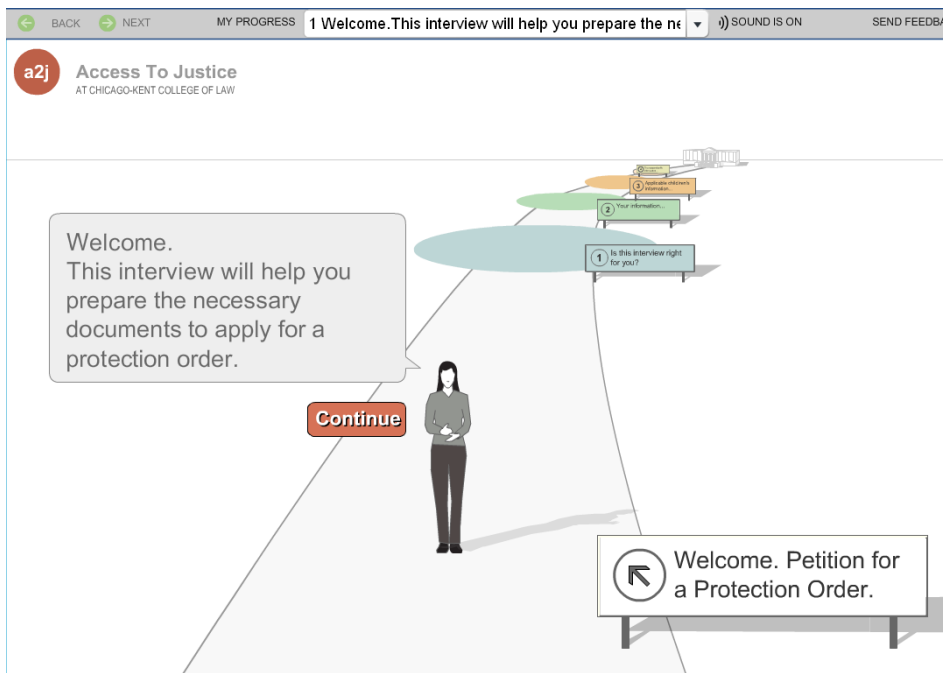 BACK
NEXT
MY PROGRESS
1 Welcome.This interview will help you prepare the ne
SOUND IS ON
SEND FEEDBA
a2j
Access To Justice
AT CHICAGO-KENT COLLEGE OF LAW
3 Applicable children's
information...
2 Your information...
1 Is this interview right
for you?
Welcome.
This interview will help you
prepare the necessary
documents to apply for a
protection order.
Continue
Welcome. Petition for
a Protection Order.